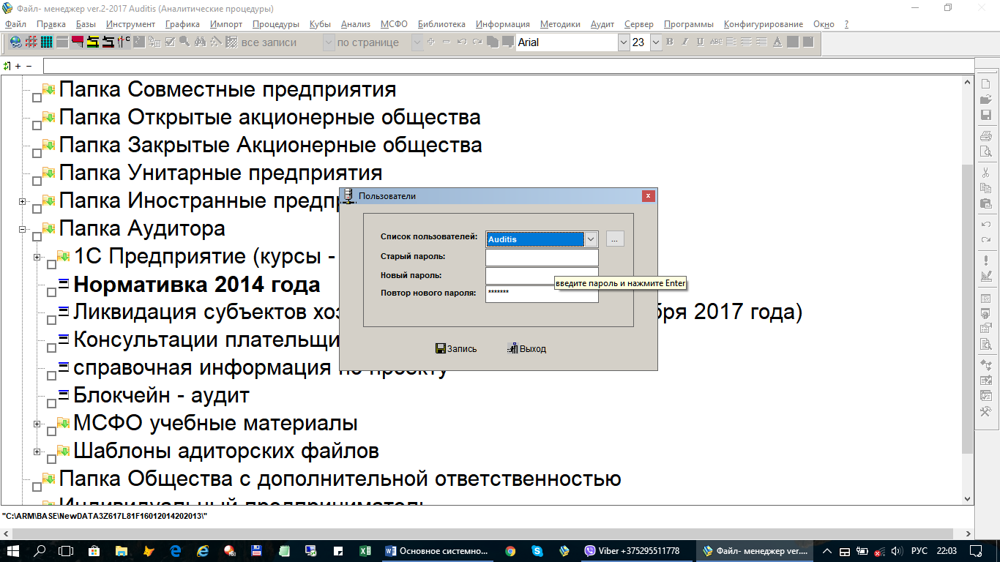 Файл- менеджер ver.2-2017 Auditis (Аналитические процедуры)
Файл Правка Базы Инструмент Графика Импорт Процедуры Кубы Анализ МСФО Библиотека Информация Методики Аудит Сервер Программы Конфигурирование Окно ?
все записи по странице Arial 23 B I U ABC A
+ −
Папка Совместные предприятия
Папка Открытые акционерные общества
Папка Закрытые Акционерные общества
Папка Унитарные предприятия
Папка Иностранные предпр
Папка Аудитора
1С Предприятие (курсы -
Нормативка 2014 года
Ликвидация субъектов хоз бря 2017 года)
Консультации плательщи
справочная информация по проекту
Блокчейн - аудит
МСФО учебные материалы
Шаблоны адиторских файлов
Папка Общества с дополнительной ответственностью
Индивидуальный предприниматель
Пользователи
x
Список пользователей: Auditis ...
Старый пароль:
Новый пароль:
введите пароль и нажмите Enter
Повтор нового пароля: *******
Запись Выход
"C:\ARM\BASE\NewDATA3Z617L81F16012014202013\"
Основное системно... Viber +375295511778 Файл- менеджер ver.... РУС 22:03